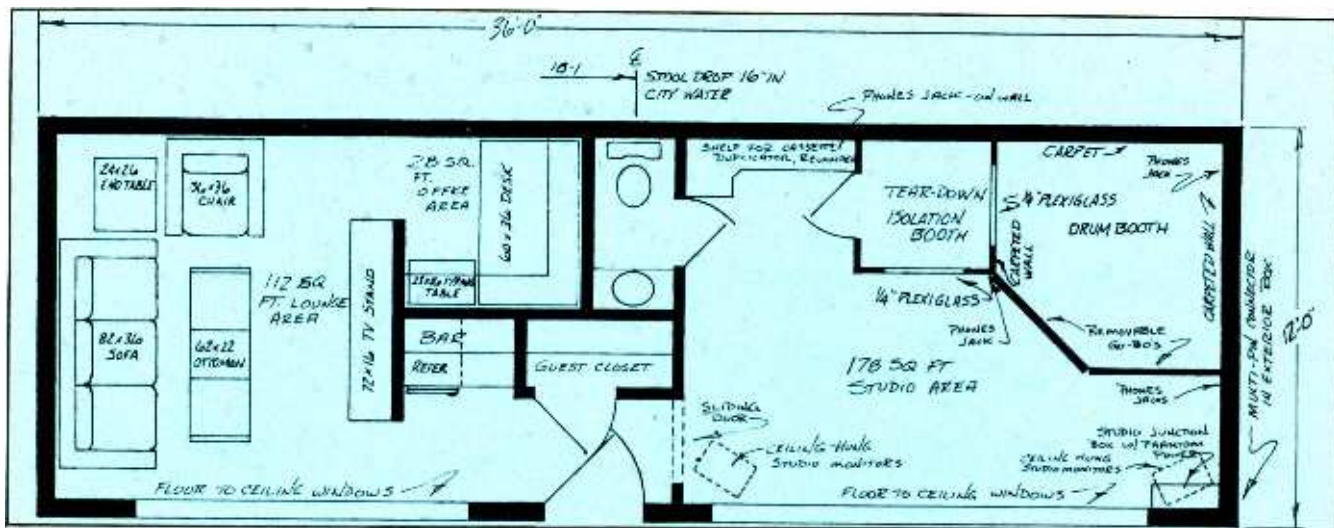 36'-0"
18-1
STOOL DROP 16" IN
CITY WATER
PHONES JACK - ON WALL
24x26
END TABLE
36x36
CHAIR
28 SQ.
FT.
OFFICE
AREA
60 x 36 DESK
SHELF FOR CASSETTE
DUPLICATOR, REWINDER
TEAR-DOWN
ISOLATION
BOOTH
CARPET
PHONES
JACK
1/4" PLEXIGLASS
DRUM BOOTH
CARPETED
WALL
CARPETED WALL
MULTI-PIN CONNECTOR
IN EXTERIOR BOX
12'-0"
112 SQ
FT. LOUNGE
AREA
72x16 TV STAND
TABLE
82x36
SOFA
62x22
OTTOMAN
BAR
REFER
GUEST CLOSET
1/4" PLEXIGLASS
PHONES
JACK
REMOVABLE
GO-BO'S
178 SQ FT
STUDIO AREA
PHONES
JACKS
SLIDING
DOOR
CEILING HUNG
STUDIO MONITORS
STUDIO JUNCTION
BOX W/ PHANTOM
POWER
CEILING HUNG
STUDIO MONITORS
FLOOR TO CEILING WINDOWS
FLOOR TO CEILING WINDOWS